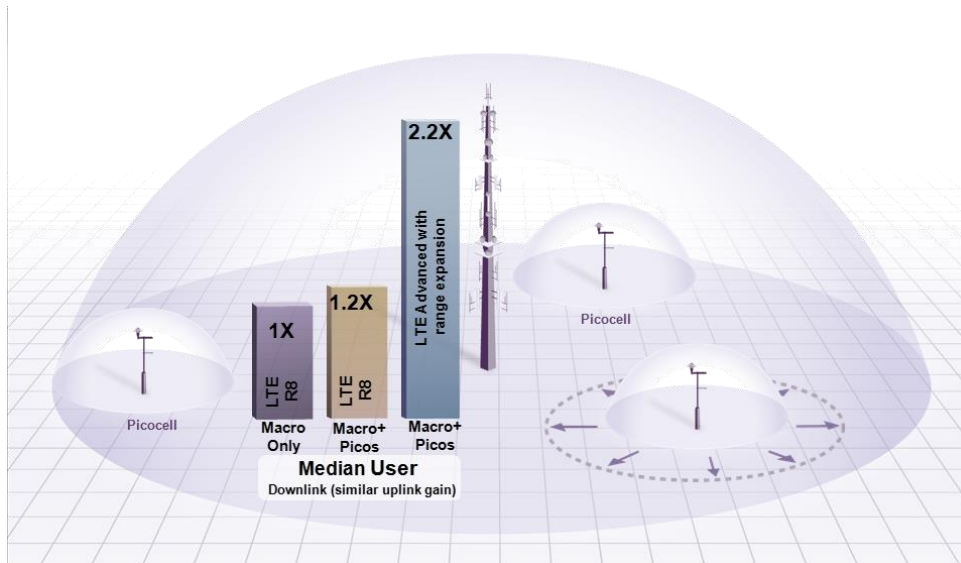 2.2X
LTE Advanced with
range expansion
1.2X
LTE
R8
1X
LTE
R8
Picocell
Picocell
Macro
Only
Macro+
Picos
Macro+
Picos
Median User
Downlink (similar uplink gain)